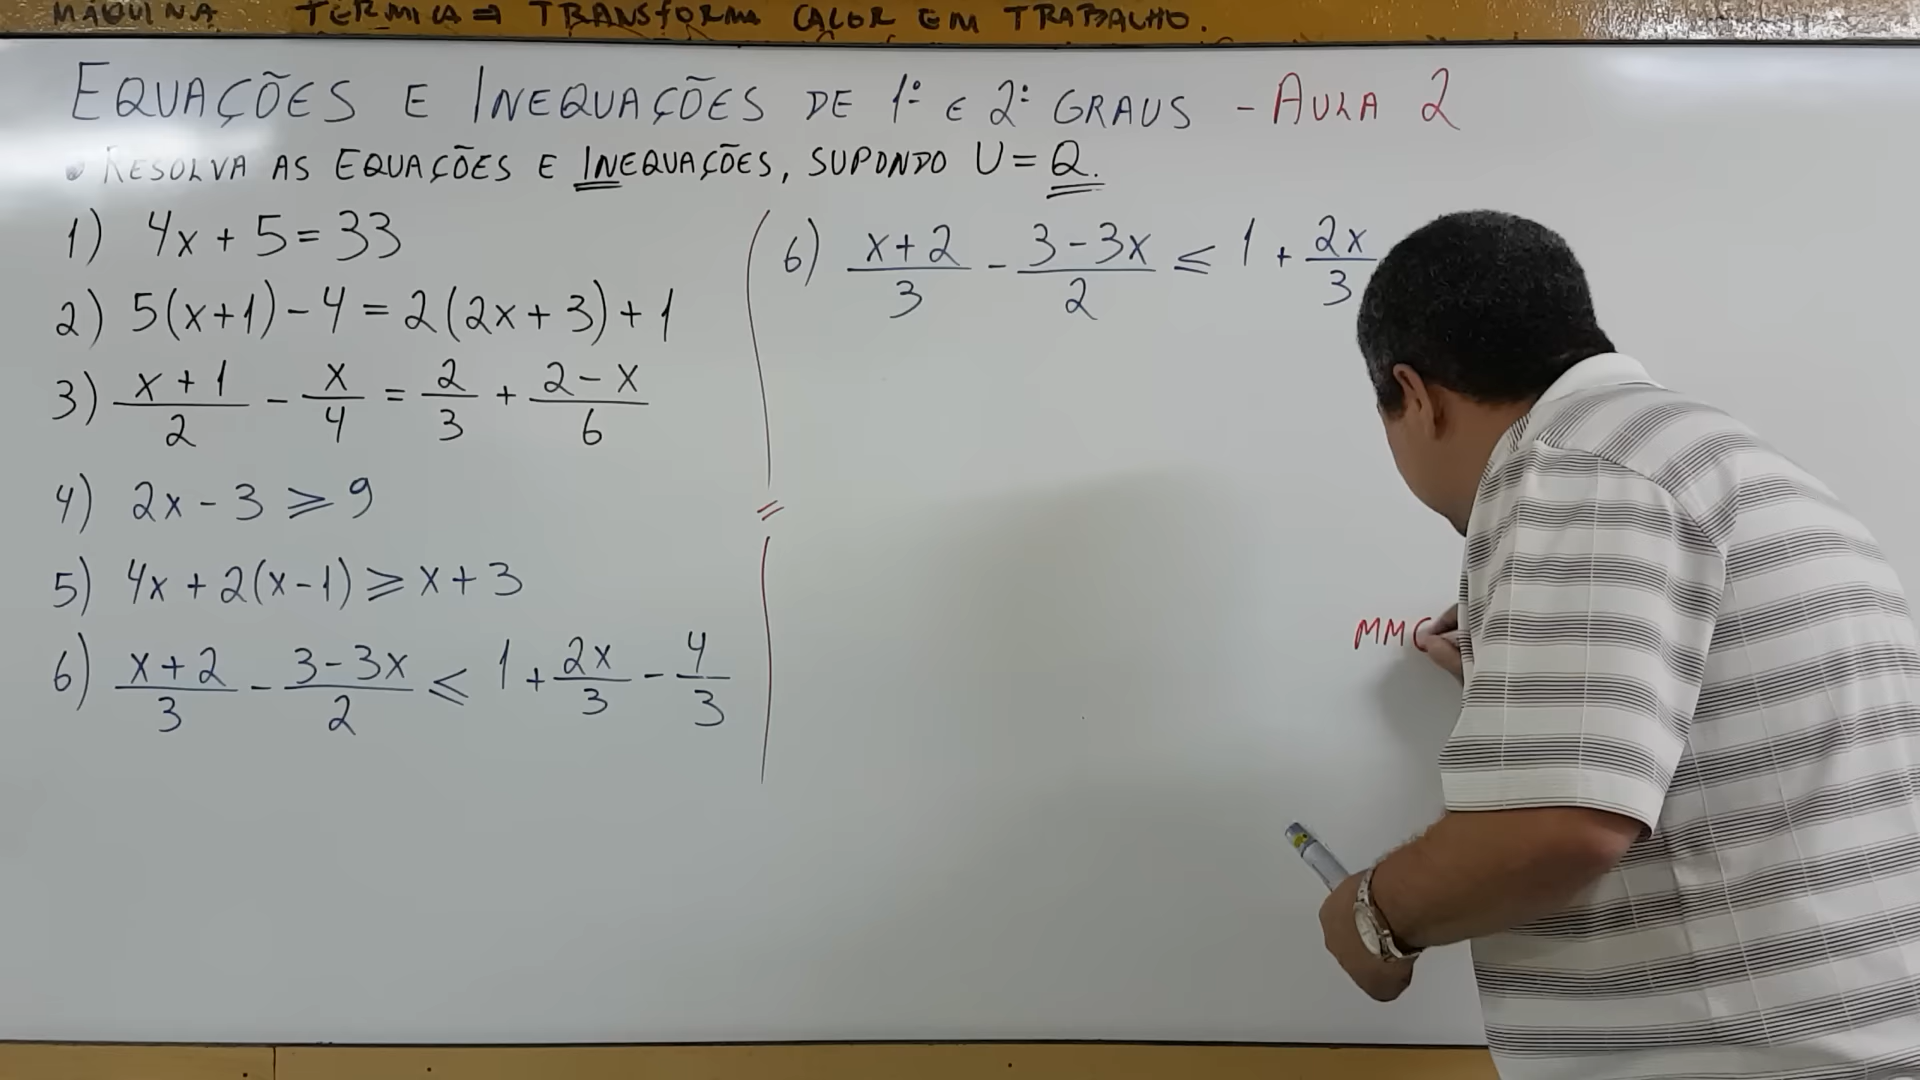 MÁQUINA TÉRMICA ⇒ TRANSFORMA CALOR EM TRABALHO.
EQUAÇÕES E INEQUAÇÕES DE 1º E 2º GRAUS - AULA 2
• RESOLVA AS EQUAÇÕES E INEQUAÇÕES, SUPONDO U = Q.
1) 4x + 5 = 33
2) 5(x+1) - 4 = 2(2x + 3) + 1
3) (x + 1)/2 - x/4 = 2/3 + (2 - x)/6
4) 2x - 3 ⩾ 9
5) 4x + 2(x - 1) ⩾ x + 3
6) (x + 2)/3 - (3 - 3x)/2 ⩽ 1 + 2x/3 - 4/3
6) (x + 2)/3 - (3 - 3x)/2 ⩽ 1 + 2x/3
MMC